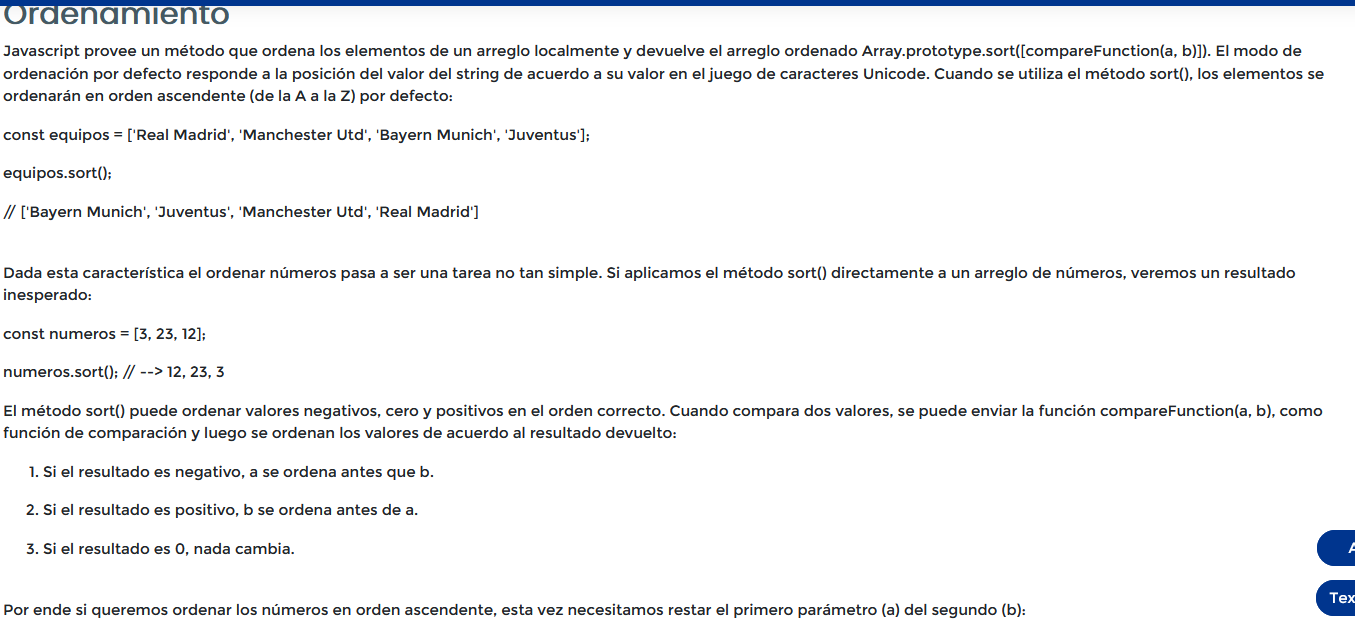 Ordenamiento
Javascript provee un método que ordena los elementos de un arreglo localmente y devuelve el arreglo ordenado Array.prototype.sort([compareFunction(a, b)]). El modo de
ordenación por defecto responde a la posición del valor del string de acuerdo a su valor en el juego de caracteres Unicode. Cuando se utiliza el método sort(), los elementos se
ordenarán en orden ascendente (de la A a la Z) por defecto:
const equipos = ['Real Madrid', 'Manchester Utd', 'Bayern Munich', 'Juventus'];
equipos.sort();
// ['Bayern Munich', 'Juventus', 'Manchester Utd', 'Real Madrid']
Dada esta característica el ordenar números pasa a ser una tarea no tan simple. Si aplicamos el método sort() directamente a un arreglo de números, veremos un resultado
inesperado:
const numeros = [3, 23, 12];
numeros.sort(); // --> 12, 23, 3
El método sort() puede ordenar valores negativos, cero y positivos en el orden correcto. Cuando compara dos valores, se puede enviar la función compareFunction(a, b), como
función de comparación y luego se ordenan los valores de acuerdo al resultado devuelto:
1. Si el resultado es negativo, a se ordena antes que b.
2. Si el resultado es positivo, b se ordena antes de a.
3. Si el resultado es 0, nada cambia.
A
Tex
Por ende si queremos ordenar los números en orden ascendente, esta vez necesitamos restar el primero parámetro (a) del segundo (b):